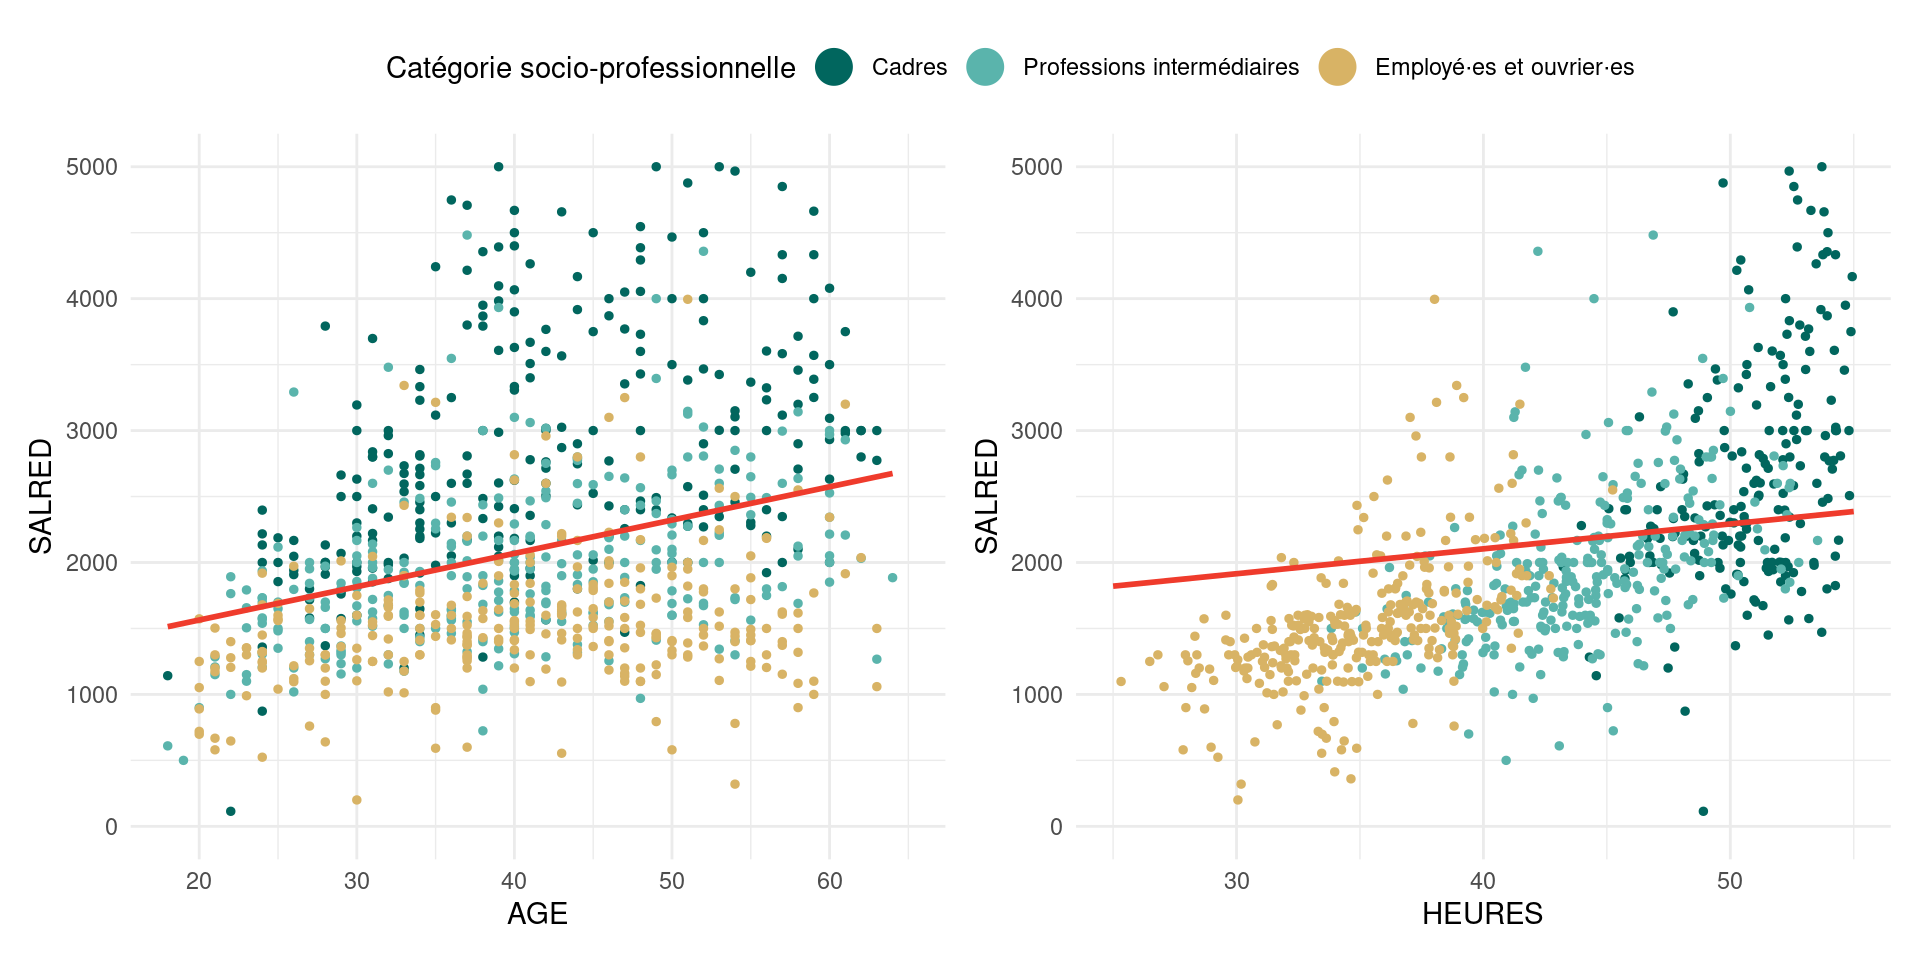 Catégorie socio-professionnelle Cadres Professions intermédiaires Employé·es et ouvrier·es
5000
4000
3000
2000
1000
0
SALRED
20 30 40 50 60
AGE
5000
4000
3000
2000
1000
0
SALRED
30 40 50
HEURES